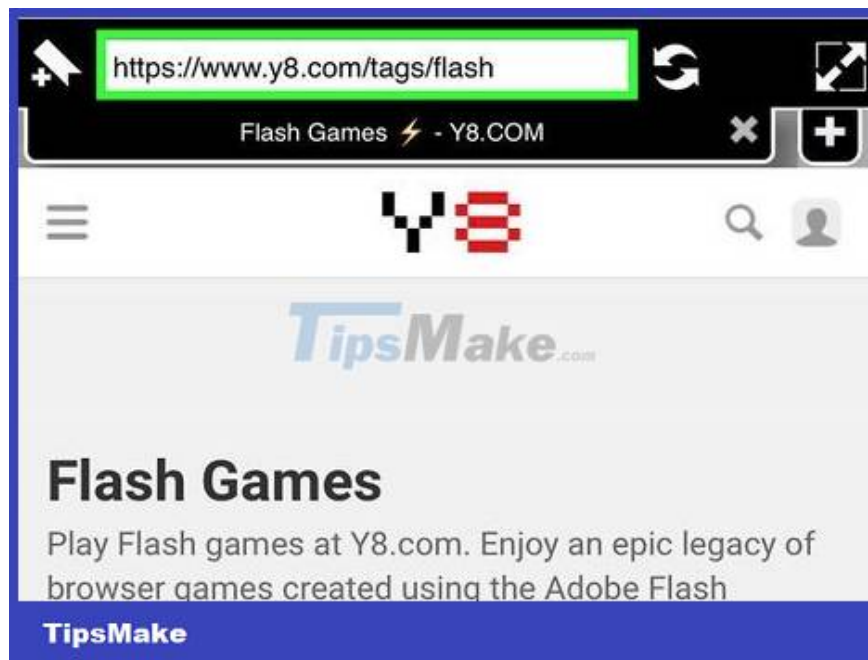 https://www.y8.com/tags/flash
Flash Games ⚡ - Y8.COM
Y8
TipsMake.com
Flash Games
Play Flash games at Y8.com. Enjoy an epic legacy of
browser games created using the Adobe Flash
TipsMake